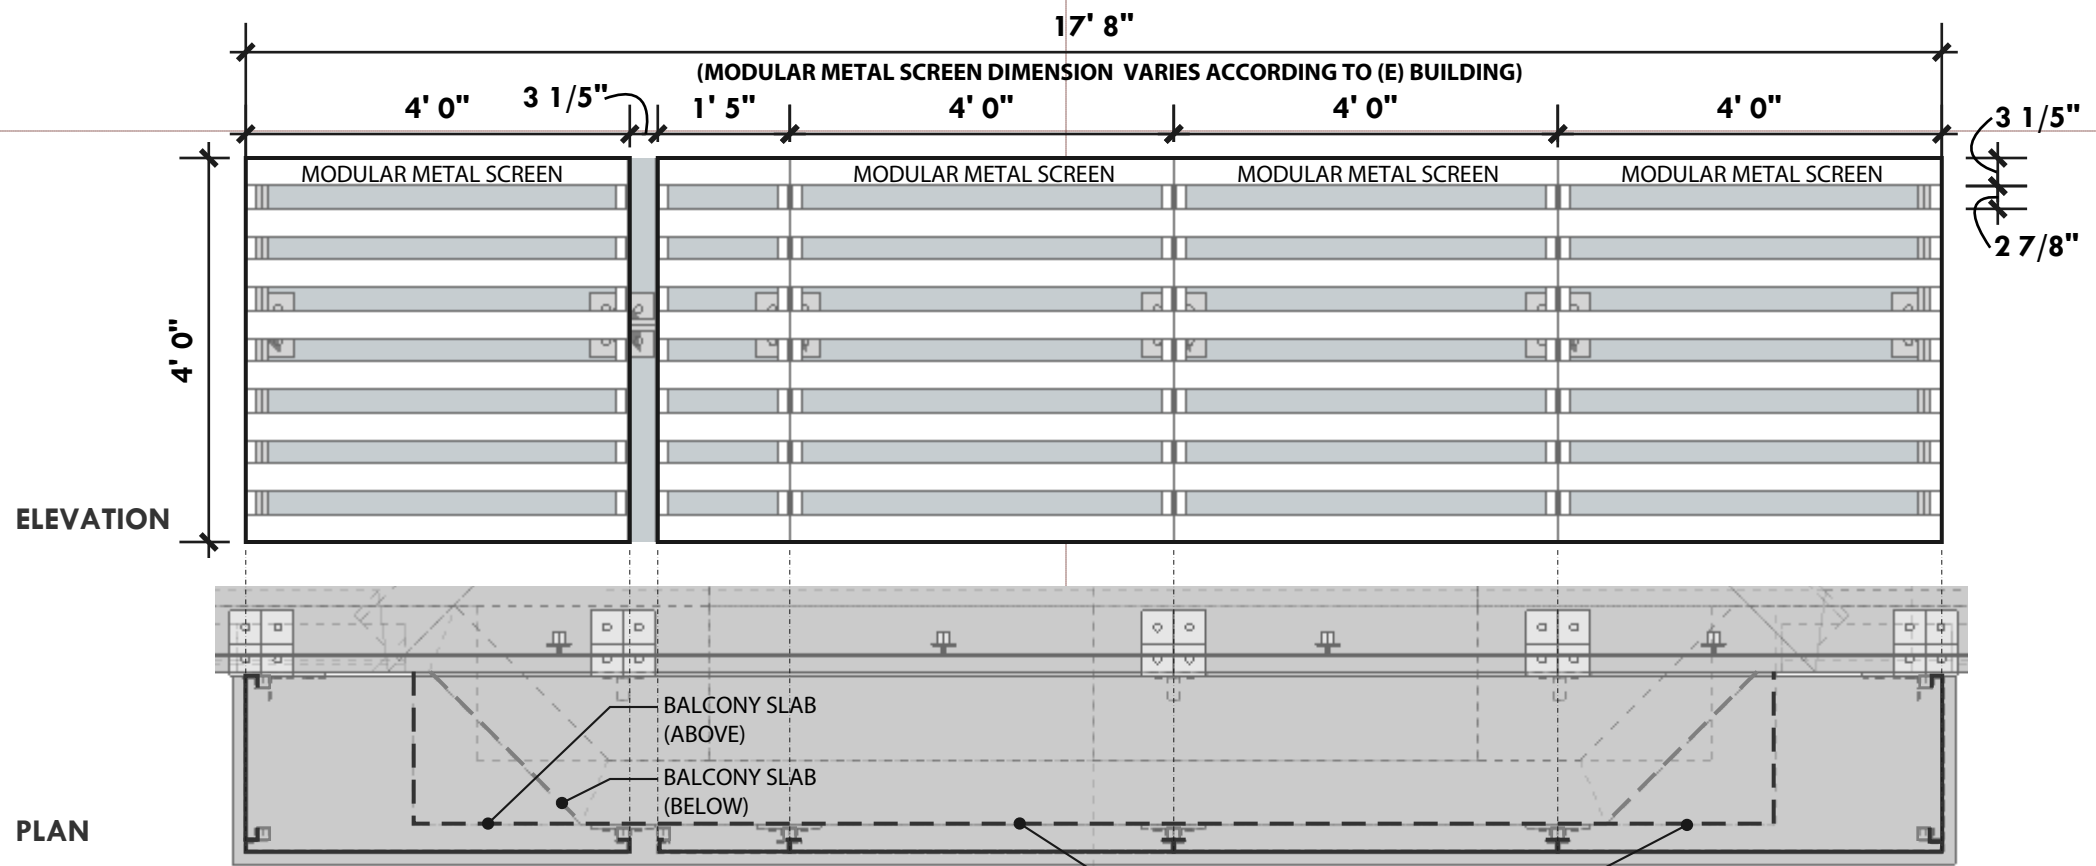 17' 8"
(MODULAR METAL SCREEN DIMENSION VARIES ACCORDING TO (E) BUILDING)
4' 0" 3 1/5" 1' 5" 4' 0" 4' 0" 4' 0"
3 1/5"
MODULAR METAL SCREEN MODULAR METAL SCREEN MODULAR METAL SCREEN MODULAR METAL SCREEN
2 7/8"
4' 0"
ELEVATION
BALCONY SLAB
(ABOVE)
BALCONY SLAB
(BELOW)
PLAN